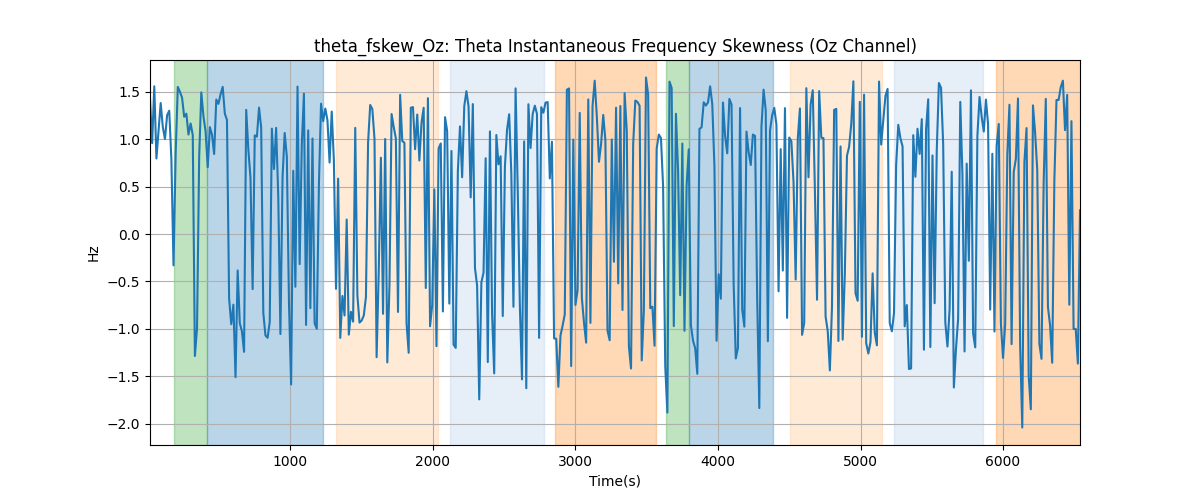 theta_fskew_Oz: Theta Instantaneous Frequency Skewness (Oz Channel)
1.5
1.0
0.5
0.0
−0.5
−1.0
−1.5
−2.0
Hz
1000 2000 3000 4000 5000 6000
Time(s)